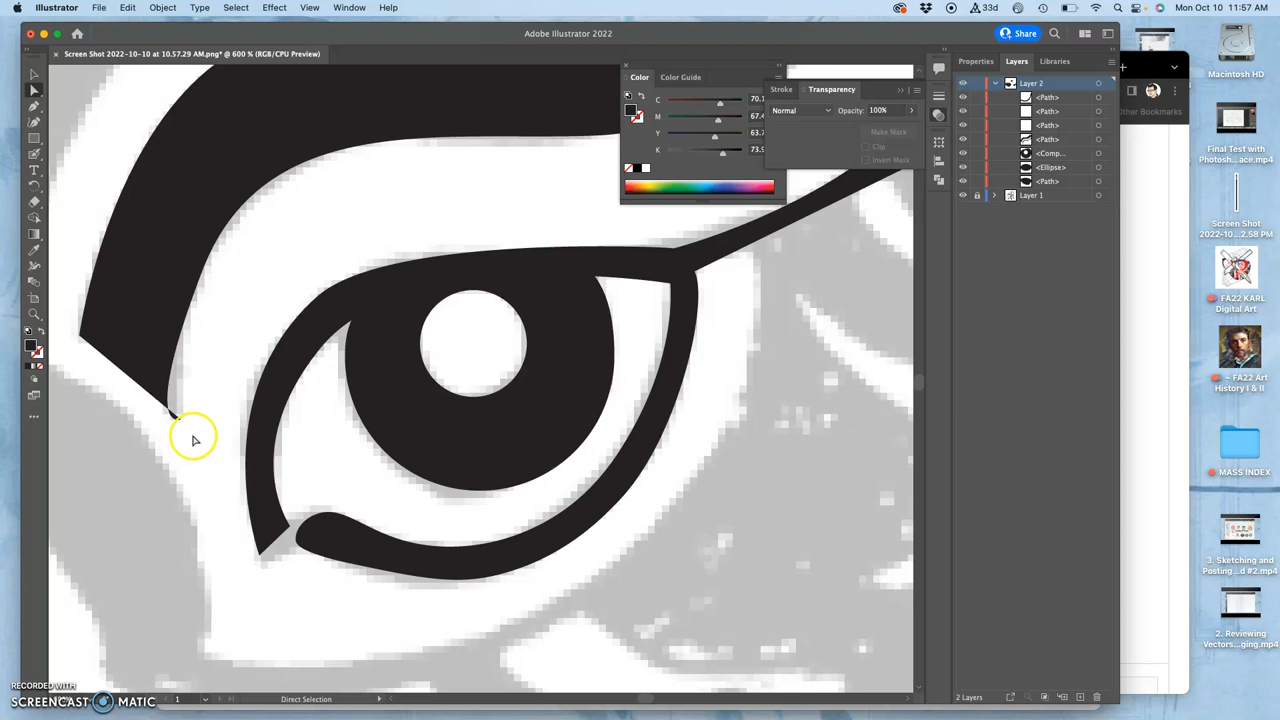 Illustrator File Edit Object Type Select Effect View Window Help 33d Mon Oct 10 11:57 AM
Adobe Illustrator 2022 Share
Screen Shot 2022-10-10 at 10.57.29 AM.png* @ 600 % (RGB/CPU Preview)
Color Color Guide
C 70.1
M 67.4
Y 63.7
K 73.9
Stroke Transparency
Normal Opacity: 100%
Make Mask
Clip
Invert Mask
Properties Layers Libraries
Layer 2
<Path>
<Path>
<Path>
<Path>
<Comp...
<Ellipse>
<Path>
Layer 1
2 Layers
1 Direct Selection
Other Bookmarks
Macintosh HD
Final Test with
Photosh...ace.mp4
Screen Shot
2022-10...2.58 PM
FA22 KARL
Digital Art
~ FA22 Art
History I & II
MASS INDEX
3. Sketching and
Posting...d #2.mp4
2. Reviewing
Vectors...ging.mp4
RECORDED WITH
SCREENCAST MATIC